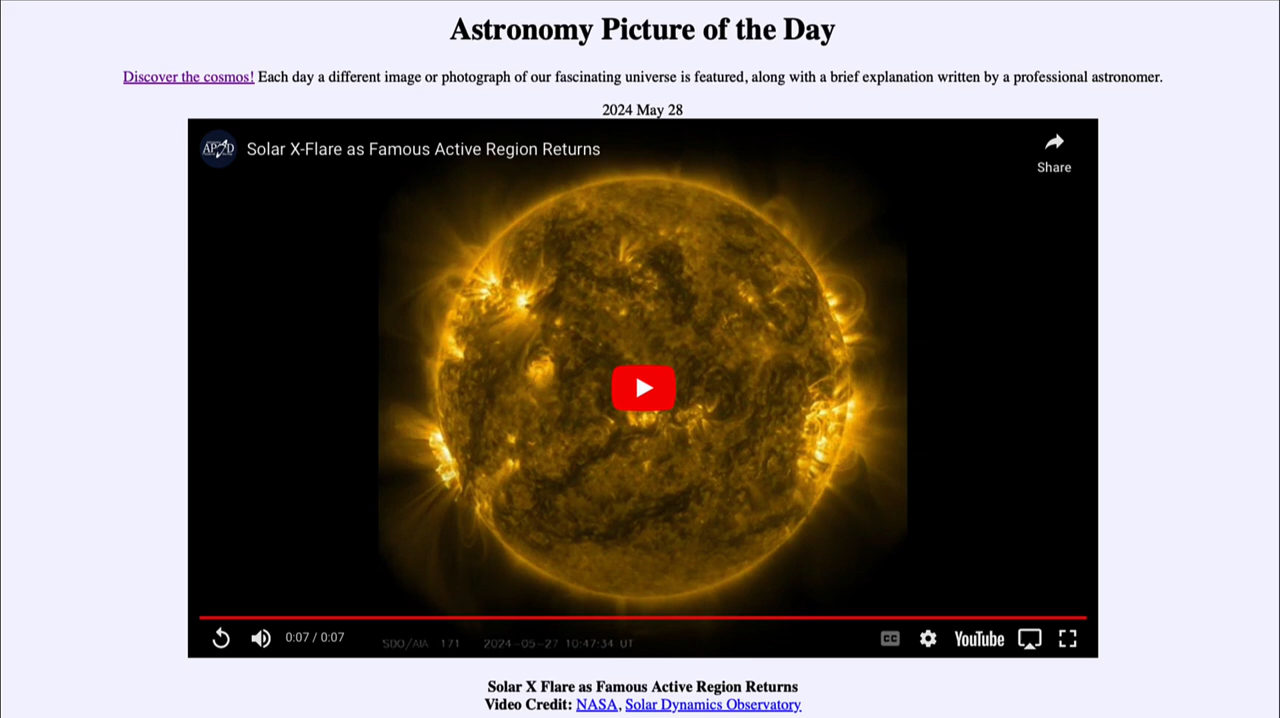 Astronomy Picture of the Day
Discover the cosmos! Each day a different image or photograph of our fascinating universe is featured, along with a brief explanation written by a professional astronomer.
2024 May 28
APOD
Solar X-Flare as Famous Active Region Returns
Share
0:07 / 0:07
SDO/AIA 171 2024-05-27 10:47:34 UT
CC
YouTube
Solar X Flare as Famous Active Region Returns
Video Credit: NASA, Solar Dynamics Observatory